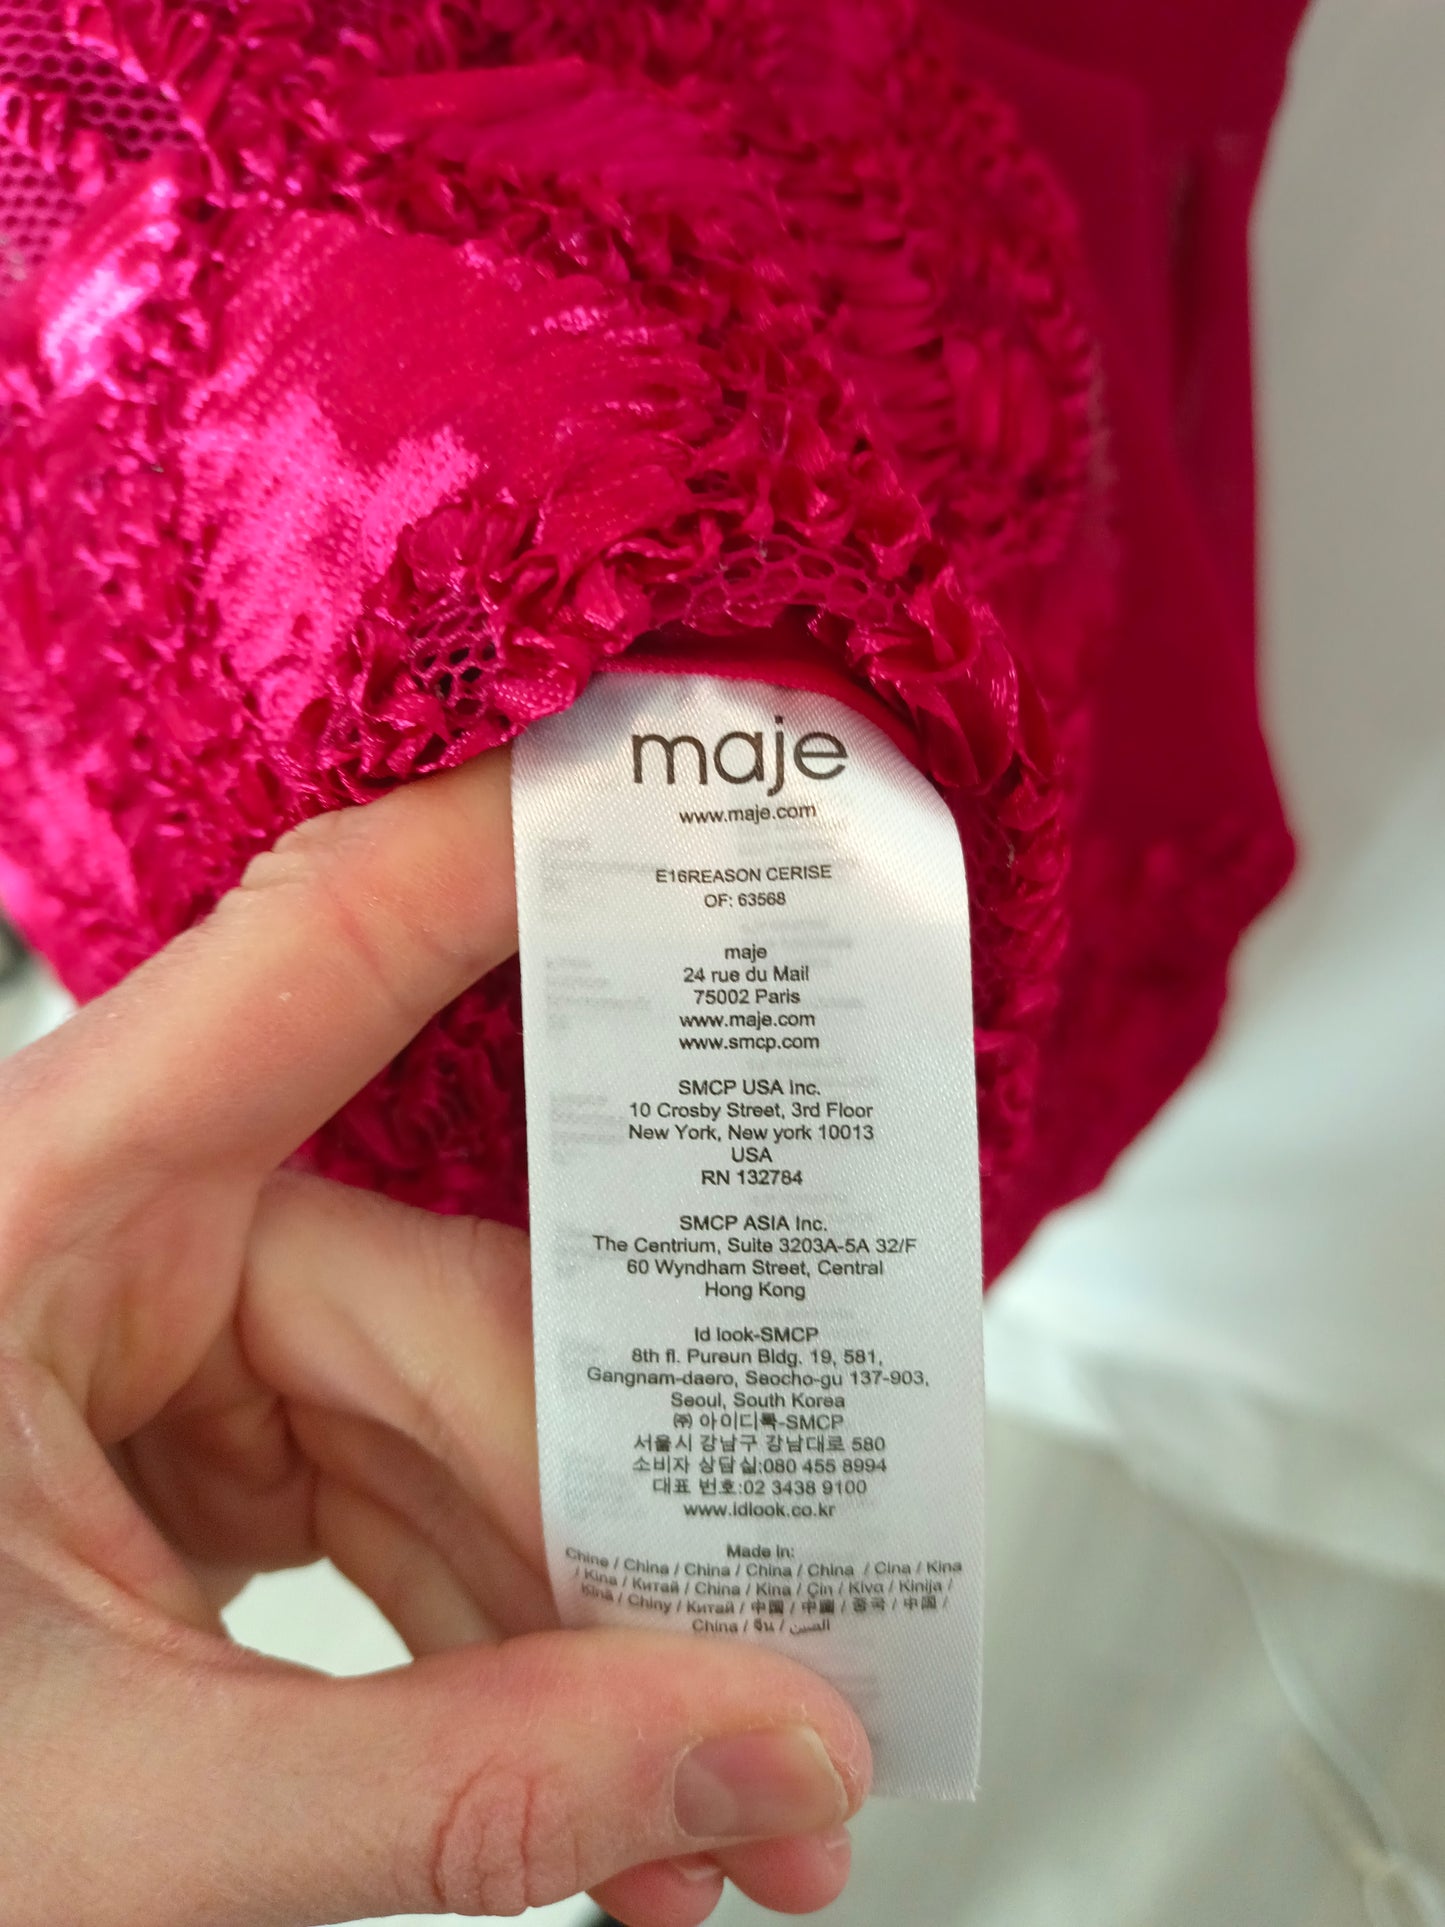 maje
www.maje.com
E16REASON CERISE
OF: 63568
maje
24 rue du Mail
75002 Paris
www.maje.com
www.smcp.com
SMCP USA Inc.
10 Crosby Street, 3rd Floor
New York, New york 10013
USA
RN 132784
SMCP ASIA Inc.
The Centrium, Suite 3203A-5A 32/F
60 Wyndham Street, Central
Hong Kong
Id look-SMCP
8th fl. Pureun Bldg. 19, 581,
Gangnam-daero, Seocho-gu 137-903,
Seoul, South Korea
㈜ 아이디룩-SMCP
서울시 강남구 강남대로 580
소비자 상담실:080 455 8994
대표 번호:02 3438 9100
www.idlook.co.kr
Made in:
Chine / China / China / China / China / Cina / Kina
/ Kina / Китай / China / Kina / Çin / Kíva / Kinija /
Kinä / Chiny / Китай / 中国 / 中國 / 중국 / 中国 /
China / จีน / الصين